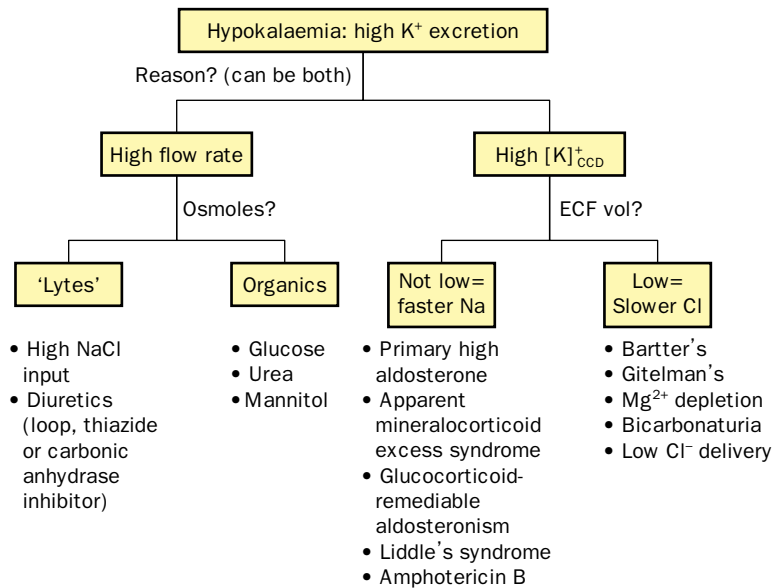 Hypokalaemia: high K⁺ excretion
Reason? (can be both)
High flow rate
High [K]⁺CCD
Osmoles?
ECF vol?
‘Lytes’
Organics
Not low=
faster Na
Low=
Slower Cl
• High NaCl
input
• Diuretics
(loop, thiazide
or carbonic
anhydrase
inhibitor)
• Glucose
• Urea
• Mannitol
• Primary high
aldosterone
• Apparent
mineralocorticoid
excess syndrome
• Glucocorticoid-
remediable
aldosteronism
• Liddle’s syndrome
• Amphotericin B
• Bartter’s
• Gitelman’s
• Mg²⁺ depletion
• Bicarbonaturia
• Low Cl⁻ delivery